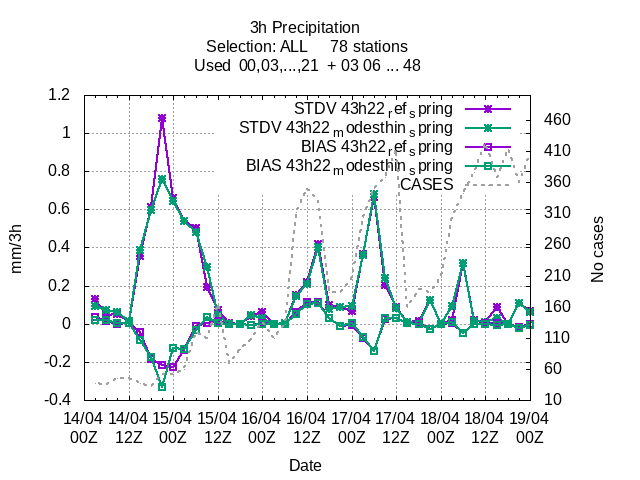 3h Precipitation
Selection: ALL 78 stations
Used 00,03,...,21 + 03 06 ... 48
STDV 43h22_ref_spring
STDV 43h22_modesthin_spring
BIAS 43h22_ref_spring
BIAS 43h22_modesthin_spring
CASES
1.2
1
0.8
0.6
0.4
0.2
0
-0.2
-0.4
mm/3h
460
410
360
310
260
210
160
110
60
10
No cases
14/04 14/04 15/04 15/04 16/04 16/04 17/04 17/04 18/04 18/04 19/04
00Z 12Z 00Z 12Z 00Z 12Z 00Z 12Z 00Z 12Z 00Z
Date